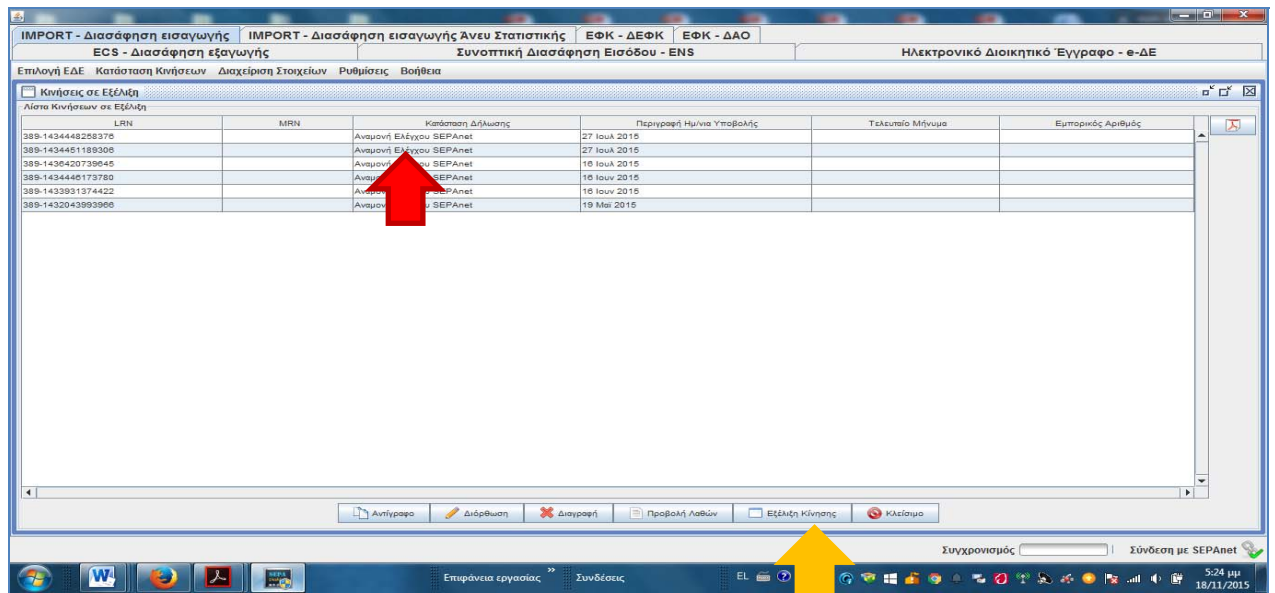 IMPORT - Διασάφηση εισαγωγής IMPORT - Διασάφηση εισαγωγής Άνευ Στατιστικής ΕΦΚ - ΔΕΦΚ ΕΦΚ - ΔΑΟ
ECS - Διασάφηση εξαγωγής Συνοπτική Διασάφηση Εισόδου - ENS Ηλεκτρονικό Διοικητικό Έγγραφο - e-ΔΕ
Επιλογή ΕΔΕ Κατάσταση Κινήσεων Διαχείριση Στοιχείων Ρυθμίσεις Βοήθεια
Κινήσεις σε Εξέλιξη
Λίστα Κινήσεων σε Εξέλιξη
LRN MRN Κατάσταση Δήλωσης Περιγραφή Ημ/νια Υποβολής Τελευταίο Μήνυμα Εμπορικός Αριθμός
389-1434448258376 Αναμονή Ελέγχου SEPAnet 27 Ιουλ 2015
389-1434451189306 Αναμονή Ελέγχου SEPAnet 27 Ιουλ 2015
389-1436420739645 SEPAnet 16 Ιουλ 2015
389-1434446173780 SEPAnet 16 Ιουν 2015
389-1433931374422 SEPAnet 16 Ιουν 2015
389-1432043993966 SEPAnet 19 Μαϊ 2015
Αντίγραφο Διόρθωση Διαγραφή Προβολή Λαθών Εξέλιξη Κίνησης Κλείσιμο
Συγχρονισμός Σύνδεση με SEPAnet
Επιφάνεια εργασίας » Συνδέσεις EL 5:24 μμ
18/11/2015